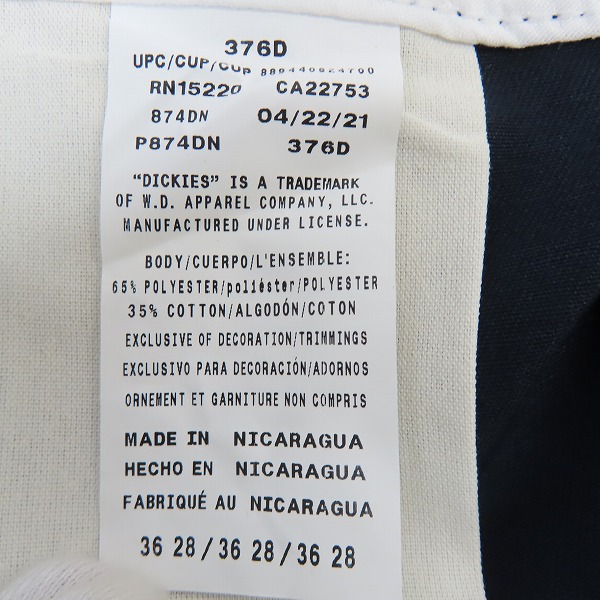 376D
UPC/CUP/CUP 889440824700
RN15220 CA22753
874DN 04/22/21
P874DN 376D
"DICKIES" IS A TRADEMARK
OF W.D. APPAREL COMPANY, LLC.
MANUFACTURED UNDER LICENSE.
BODY/CUERPO/L'ENSEMBLE:
65% POLYESTER/poliéster/POLYESTER
35% COTTON/ALGODÓN/COTON
EXCLUSIVE OF DECORATION/TRIMMINGS
EXCLUSIVO PARA DECORACIÓN/ADORNOS
ORNEMENT ET GARNITURE NON COMPRIS
MADE IN NICARAGUA
HECHO EN NICARAGUA
FABRIQUÉ AU NICARAGUA
36 28 / 36 28 / 36 28